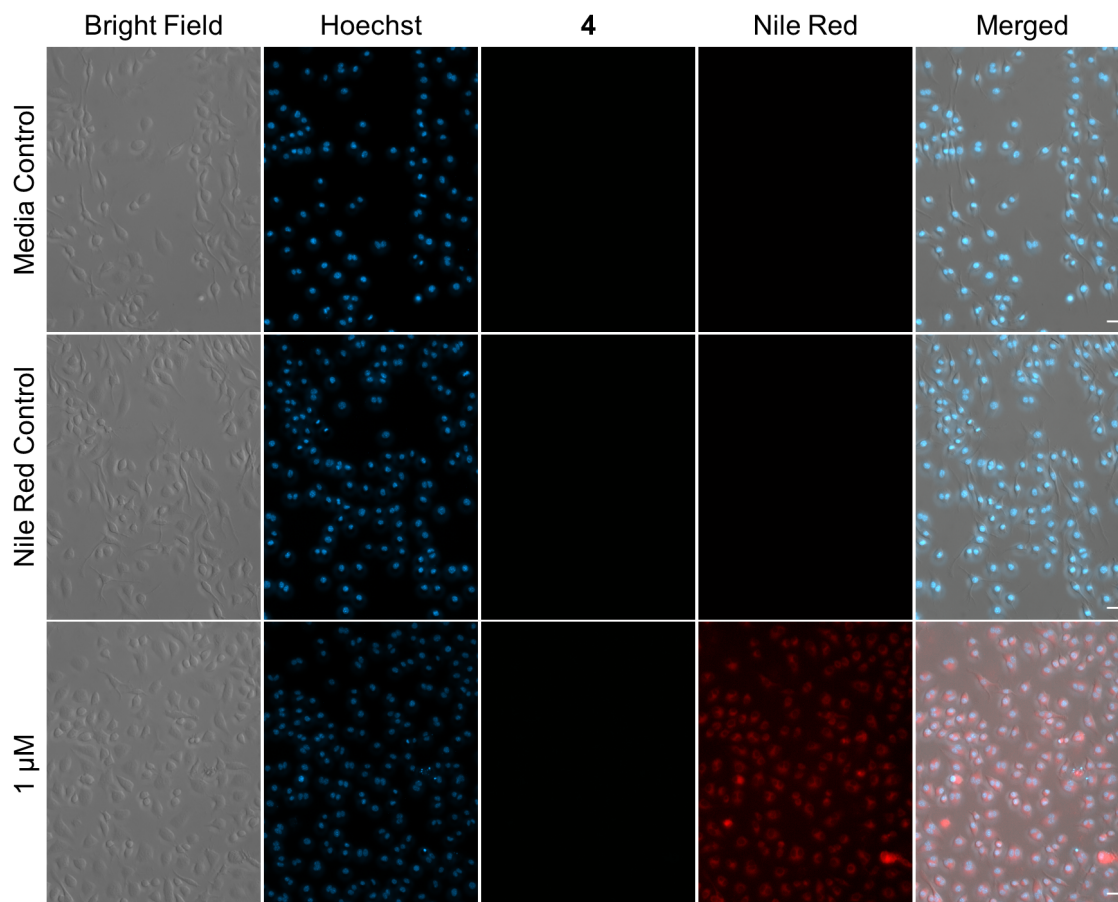 Bright Field
Hoechst
4
Nile Red
Merged
Media Control
Nile Red Control
1 µM